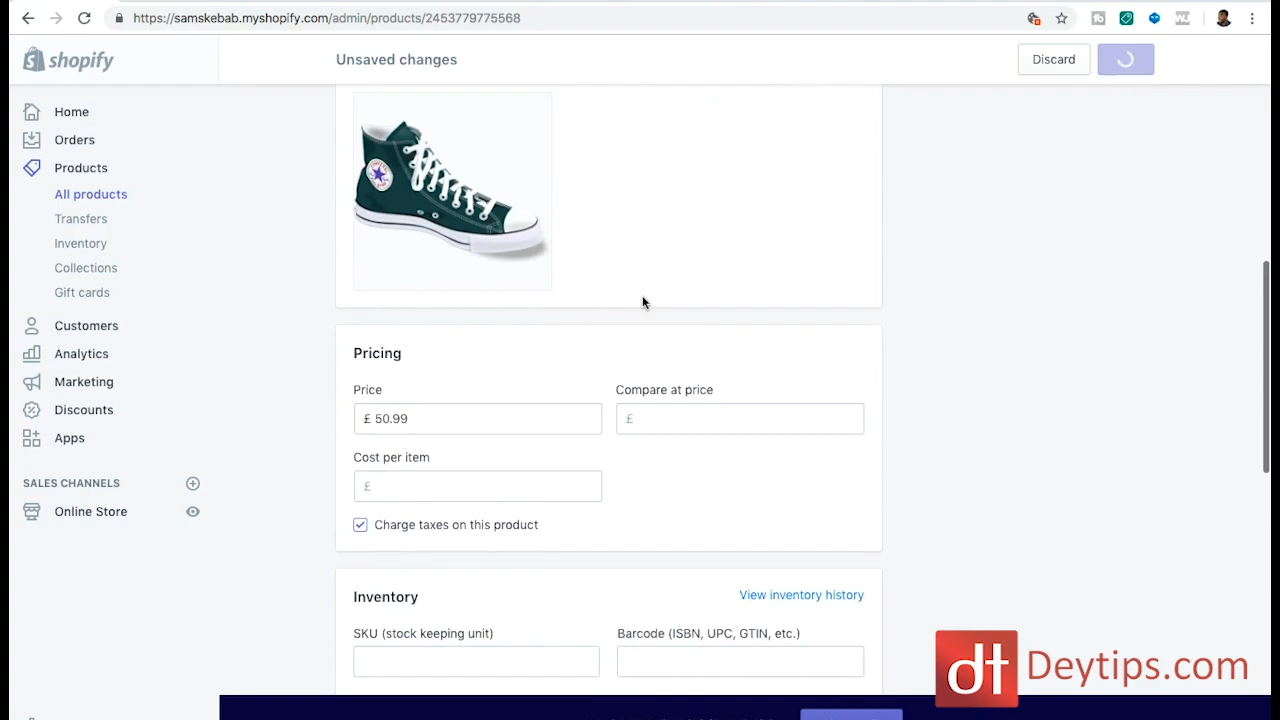 https://samskebab.myshopify.com/admin/products/2453779775568
shopify
Unsaved changes
Discard
Home
Orders
Products
All products
Transfers
Inventory
Collections
Gift cards
Customers
Analytics
Marketing
Discounts
Apps
SALES CHANNELS
Online Store
Pricing
Price
Compare at price
£ 50.99
£
Cost per item
£
Charge taxes on this product
Inventory
View inventory history
SKU (stock keeping unit)
Barcode (ISBN, UPC, GTIN, etc.)
dt Deytips.com